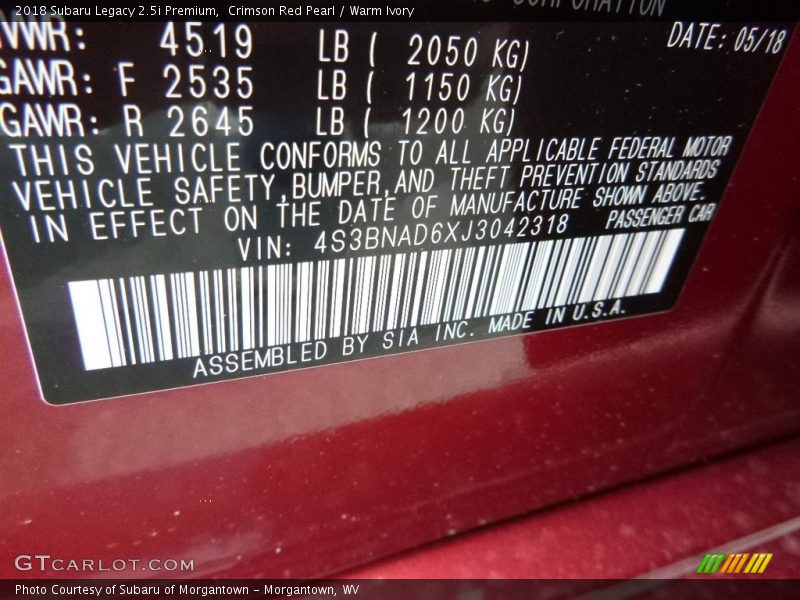 2018 Subaru Legacy 2.5i Premium, Crimson Red Pearl / Warm Ivory
CORPORATION
GVWR: 4519 LB ( 2050 KG) DATE: 05/18
GAWR: F 2535 LB ( 1150 KG)
GAWR: R 2645 LB ( 1200 KG)
THIS VEHICLE CONFORMS TO ALL APPLICABLE FEDERAL MOTOR
VEHICLE SAFETY,BUMPER,AND THEFT PREVENTION STANDARDS
IN EFFECT ON THE DATE OF MANUFACTURE SHOWN ABOVE.
VIN: 4S3BNAD6XJ3042318 PASSENGER CAR
ASSEMBLED BY SIA INC. MADE IN U.S.A.
GTCARLOT.COM
Photo Courtesy of Subaru of Morgantown - Morgantown, WV